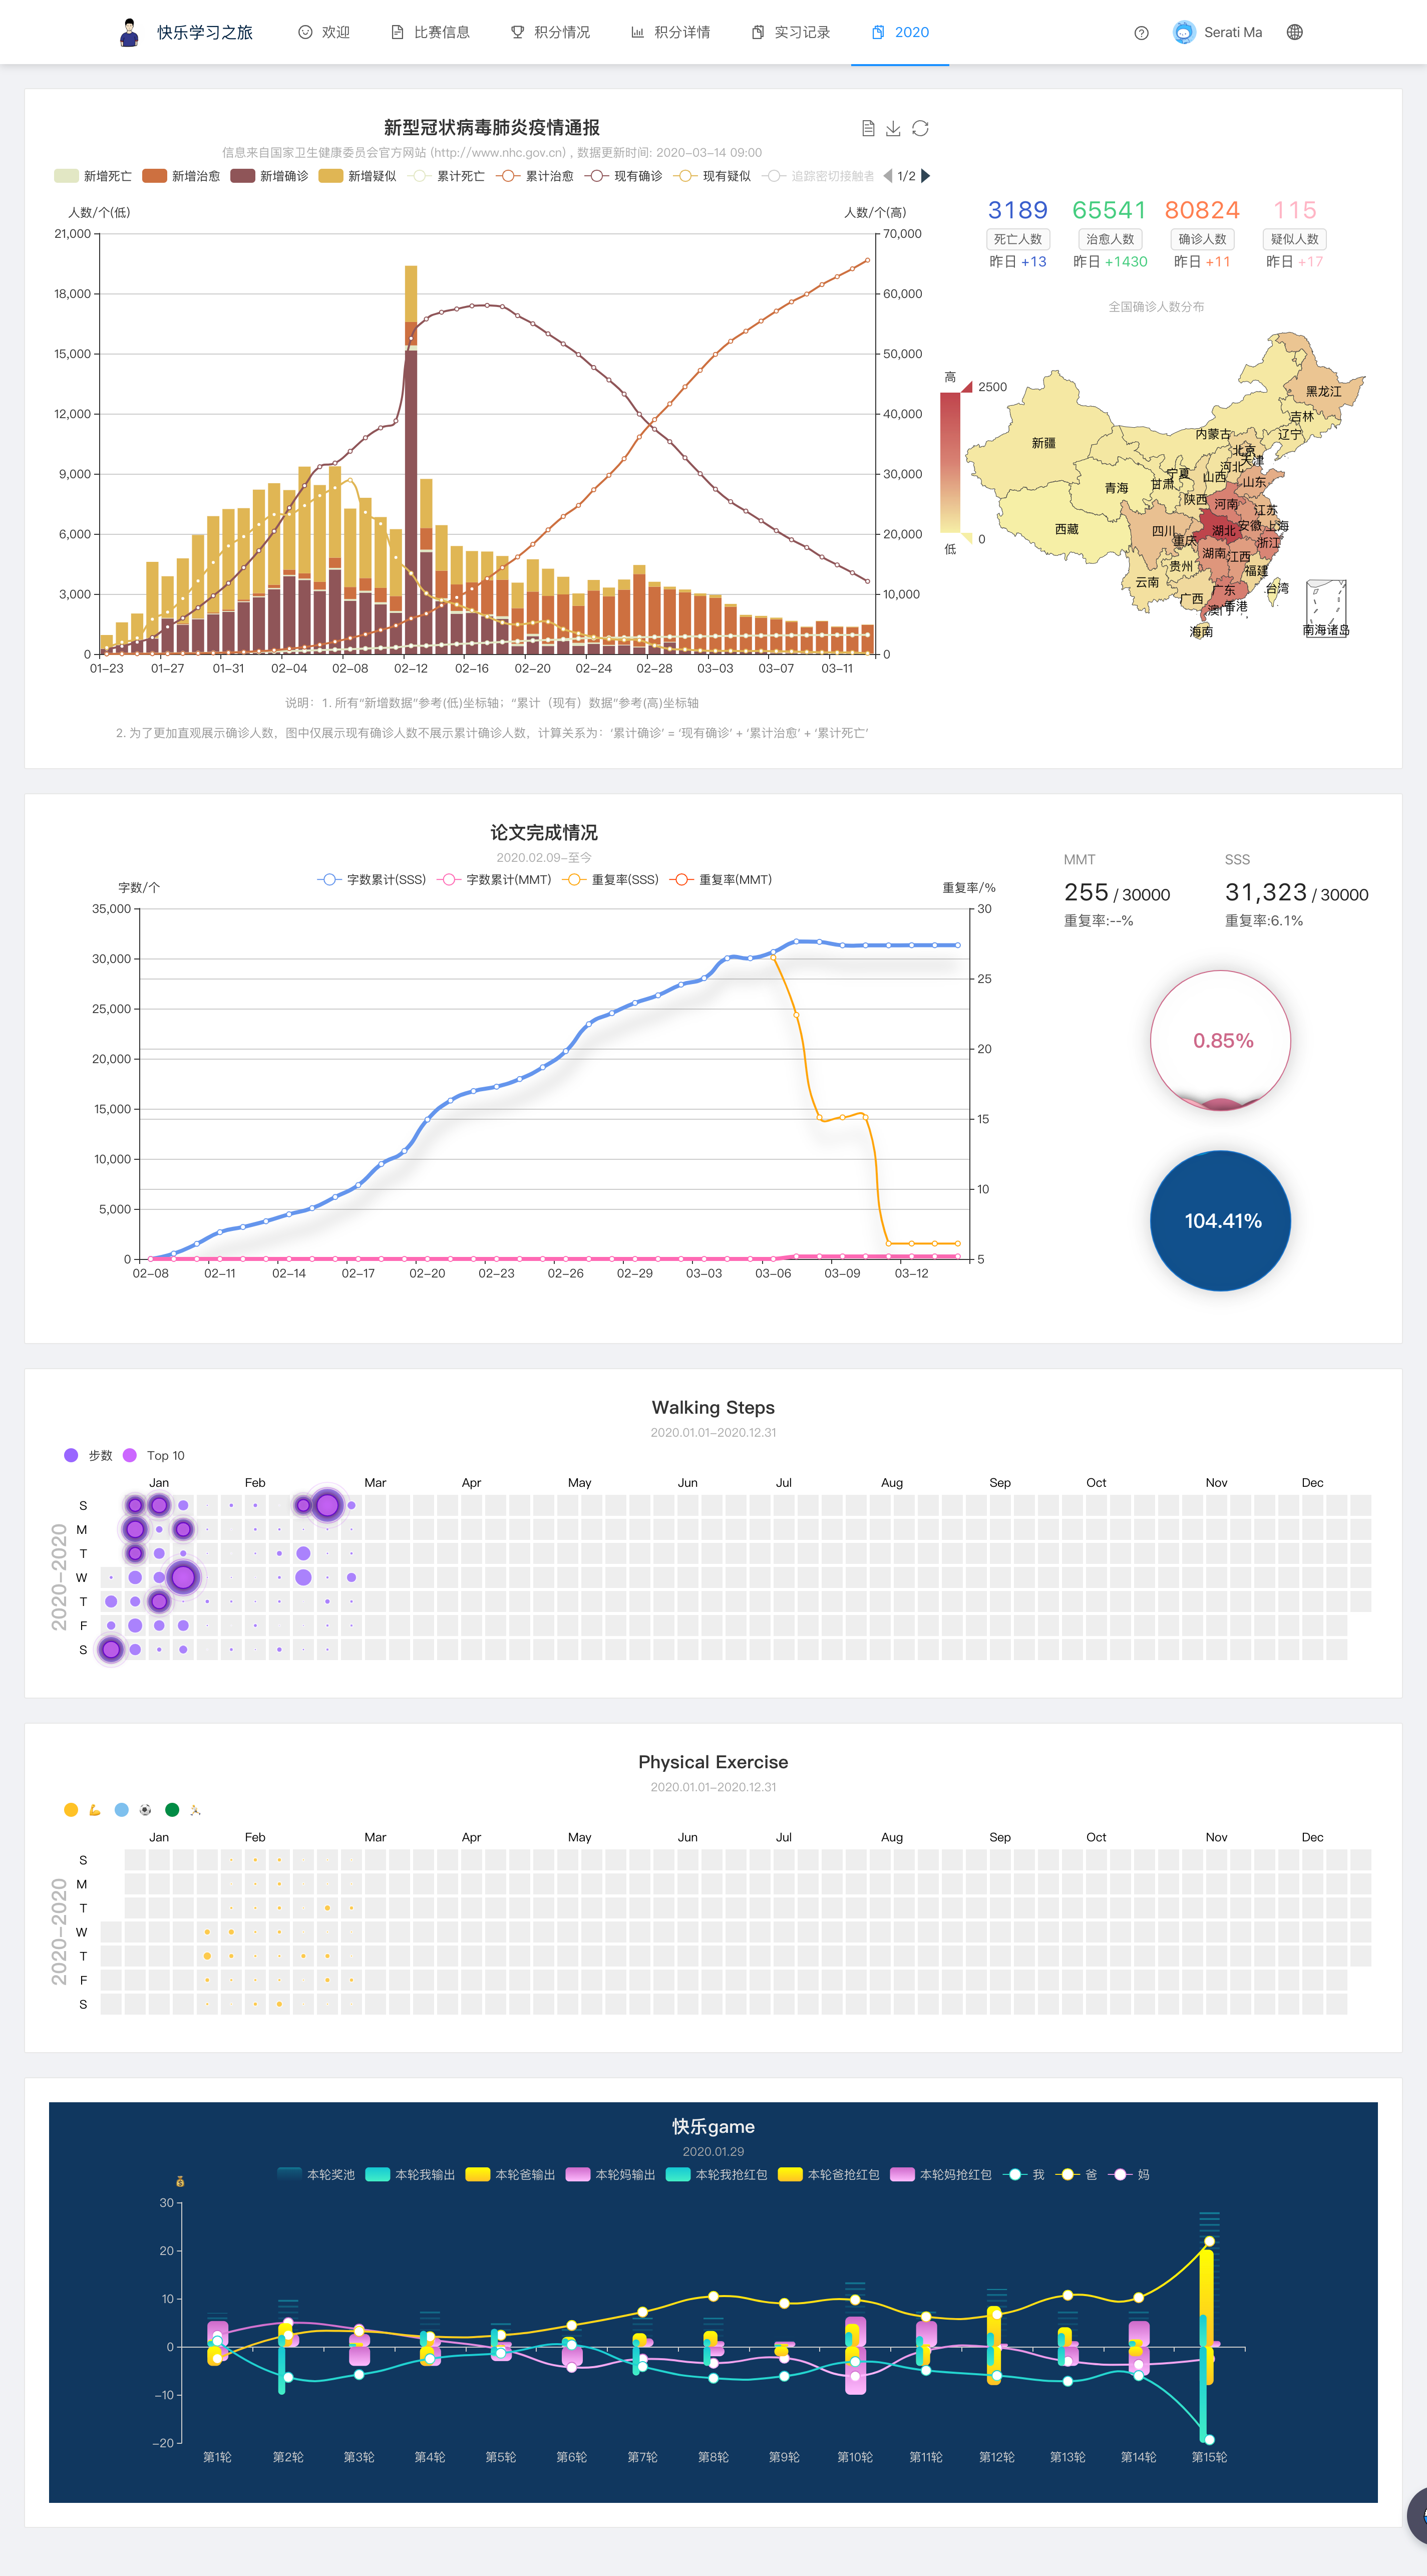 快乐学习之旅 欢迎 比赛信息 积分情况 积分详情 实习记录 2020 Serati Ma
新型冠状病毒肺炎疫情通报
信息来自国家卫生健康委员会官方网站 (http://www.nhc.gov.cn) , 数据更新时间: 2020-03-14 09:00
新增死亡 新增治愈 新增确诊 新增疑似 累计死亡 累计治愈 现有确诊 现有疑似 追踪密切接触者 1/2
人数/个(低) 人数/个(高)
21,000 70,000
18,000 60,000
15,000 50,000
12,000 40,000
9,000 30,000
6,000 20,000
3,000 10,000
0 0
01-23 01-27 01-31 02-04 02-08 02-12 02-16 02-20 02-24 02-28 03-03 03-07 03-11
说明：1. 所有“新增数据”参考(低)坐标轴；“累计（现有）数据”参考(高)坐标轴
2. 为了更加直观展示确诊人数，图中仅展示现有确诊人数不展示累计确诊人数，计算关系为：‘累计确诊’ = ‘现有确诊’ + ‘累计治愈’ + ‘累计死亡’
3189 65541 80824 115
死亡人数 治愈人数 确诊人数 疑似人数
昨日 +13 昨日 +1430 昨日 +11 昨日 +17
全国确诊人数分布
高
2500
0
低
黑龙江
吉林
辽宁
内蒙古
新疆
北京
天津
河北
宁夏
山西
山东
青海
甘肃
陕西
河南
江苏
西藏
四川
湖北
安徽
上海
重庆
浙江
湖南
江西
贵州
福建
云南
广西
广东
台湾
澳门
香港
海南
南海诸岛
论文完成情况
2020.02.09-至今
字数累计(SSS) 字数累计(MMT) 重复率(SSS) 重复率(MMT)
字数/个 重复率/%
35,000 30
30,000
25
25,000
20,000 20
15,000 15
10,000
10
5,000
0 5
02-08 02-11 02-14 02-17 02-20 02-23 02-26 02-29 03-03 03-06 03-09 03-12
MMT SSS
255 / 30000 31,323 / 30000
重复率:--% 重复率:6.1%
0.85%
104.41%
Walking Steps
2020.01.01-2020.12.31
步数 Top 10
Jan Feb Mar Apr May Jun Jul Aug Sep Oct Nov Dec
S
M
T
W
T
F
S
2020-2020
Physical Exercise
2020.01.01-2020.12.31
Jan Feb Mar Apr May Jun Jul Aug Sep Oct Nov Dec
S
M
T
W
T
F
S
2020-2020
快乐game
2020.01.29
本轮奖池 本轮我输出 本轮爸输出 本轮妈输出 本轮我抢红包 本轮爸抢红包 本轮妈抢红包 我 爸 妈
30
20
10
0
-10
-20
第1轮 第2轮 第3轮 第4轮 第5轮 第6轮 第7轮 第8轮 第9轮 第10轮 第11轮 第12轮 第13轮 第14轮 第15轮